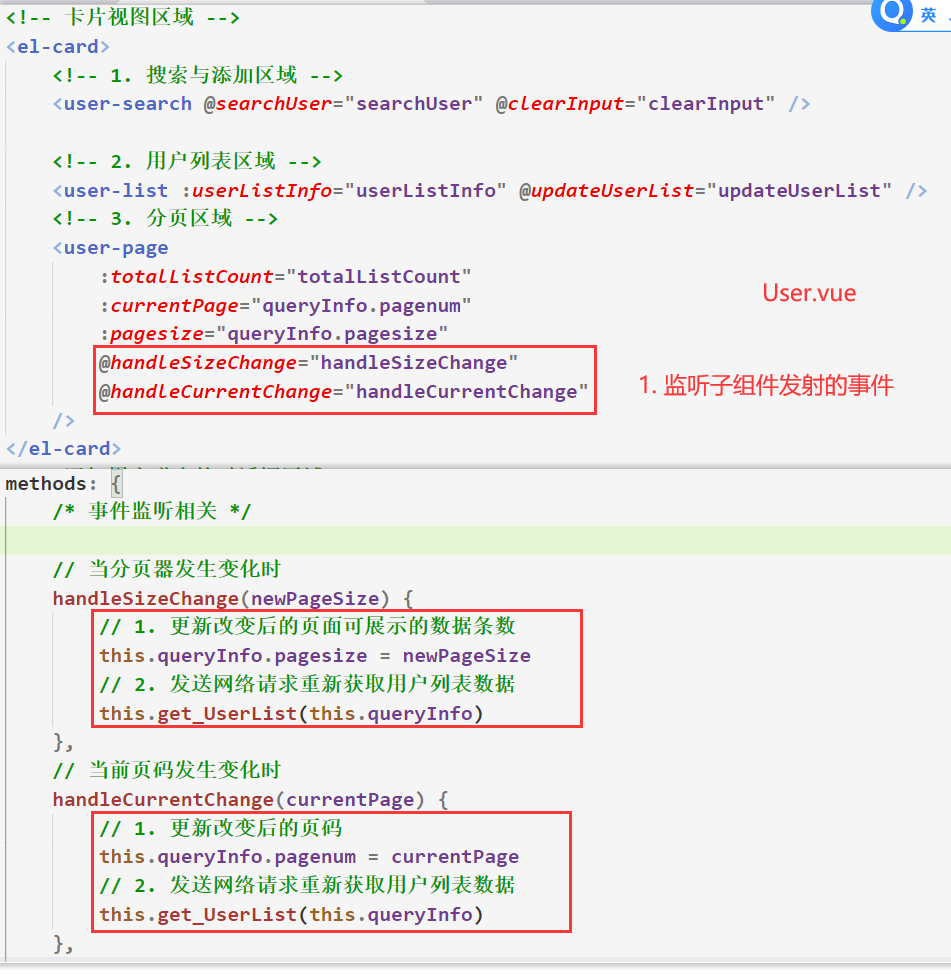 <!-- 卡片视图区域 -->
英
<el-card>
<!-- 1. 搜索与添加区域 -->
<user-search @searchUser="searchUser" @clearInput="clearInput" />
<!-- 2. 用户列表区域 -->
<user-list :userListInfo="userListInfo" @updateUserList="updateUserList" />
<!-- 3. 分页区域 -->
<user-page
:totalListCount="totalListCount"
:currentPage="queryInfo.pagenum"
User.vue
:pagesize="queryInfo.pagesize"
@handleSizeChange="handleSizeChange"
@handleCurrentChange="handleCurrentChange"
1. 监听子组件发射的事件
/>
</el-card>
methods: {
/* 事件监听相关 */
// 当分页器发生变化时
handleSizeChange(newPageSize) {
// 1. 更新改变后的页面可展示的数据条数
this.queryInfo.pagesize = newPageSize
// 2. 发送网络请求重新获取用户列表数据
this.get_UserList(this.queryInfo)
},
// 当前页码发生变化时
handleCurrentChange(currentPage) {
// 1. 更新改变后的页码
this.queryInfo.pagenum = currentPage
// 2. 发送网络请求重新获取用户列表数据
this.get_UserList(this.queryInfo)
},